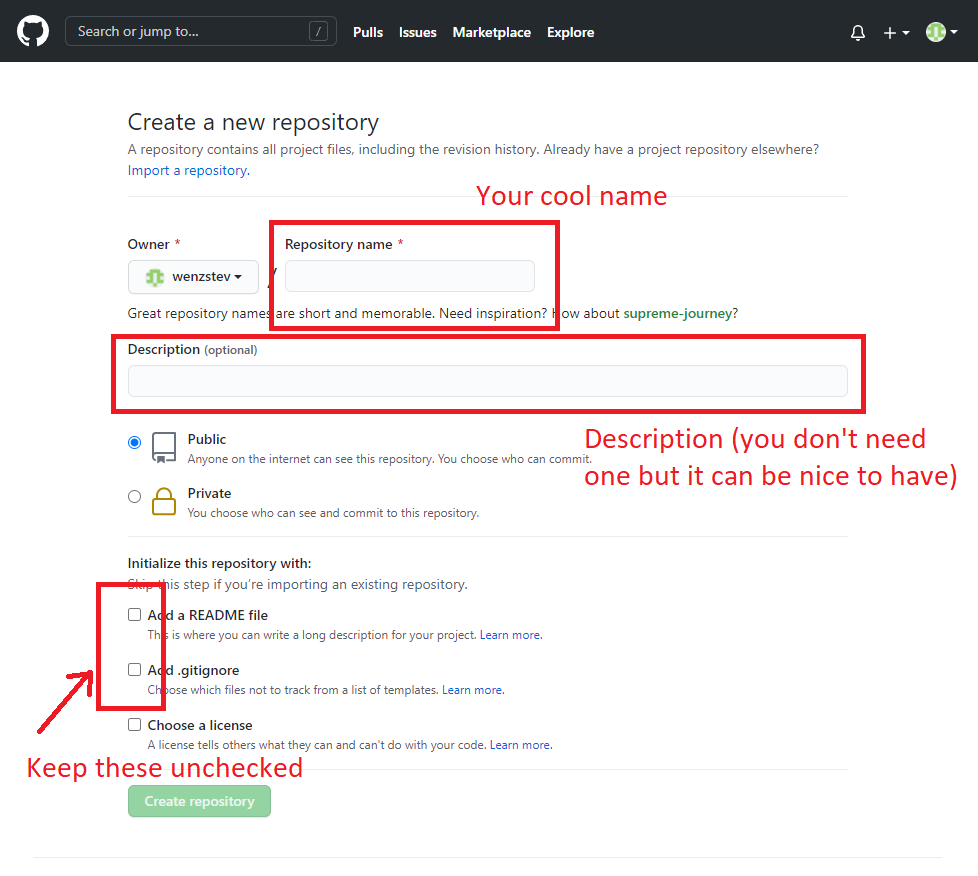 Search or jump to... /
Pulls Issues Marketplace Explore
Create a new repository
A repository contains all project files, including the revision history. Already have a project repository elsewhere?
Import a repository.
Your cool name
Owner * Repository name *
wenzstev /
Great repository names are short and memorable. Need inspiration? How about supreme-journey?
Description (optional)
Public
Anyone on the internet can see this repository. You choose who can commit.
Description (you don't need
one but it can be nice to have)
Private
You choose who can see and commit to this repository.
Initialize this repository with:
Skip this step if you're importing an existing repository.
Add a README file
This is where you can write a long description for your project. Learn more.
Add .gitignore
Choose which files not to track from a list of templates. Learn more.
Choose a license
A license tells others what they can and can't do with your code. Learn more.
Keep these unchecked
Create repository